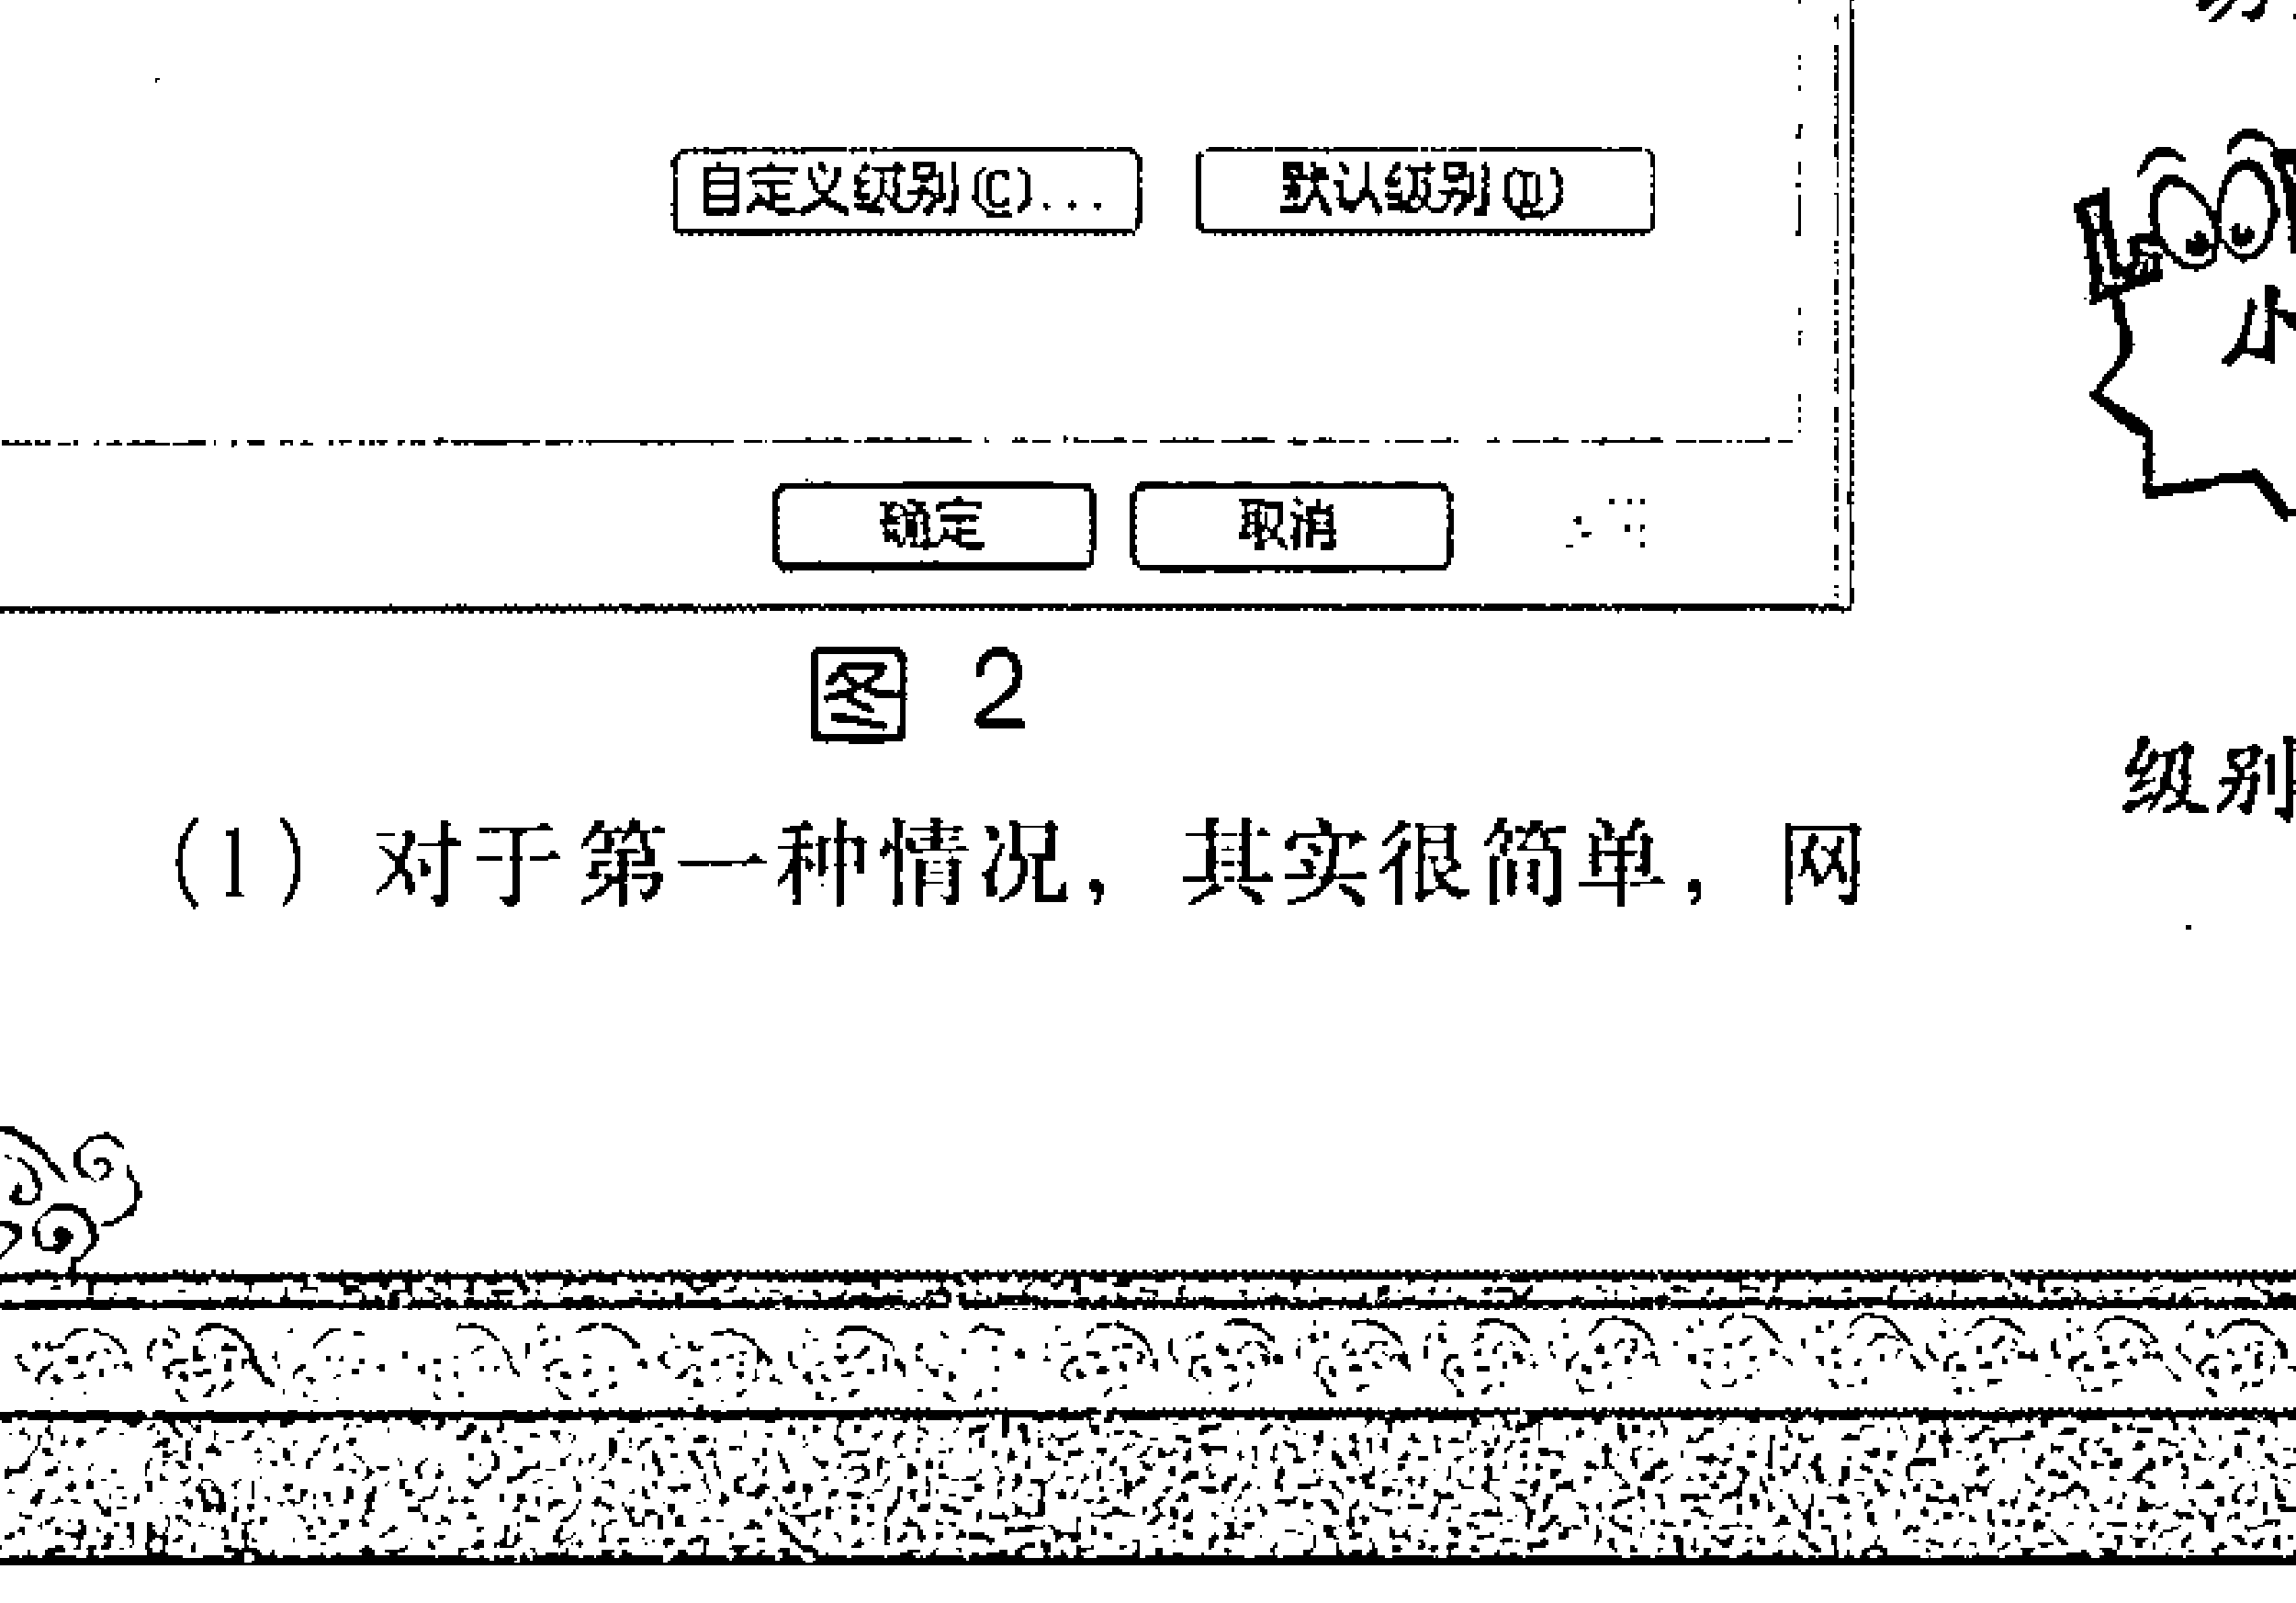 自定义级别(C)... 默认级别(D)
确定 取消
图 2
(1) 对于第一种情况，其实很简单，网
小
级别